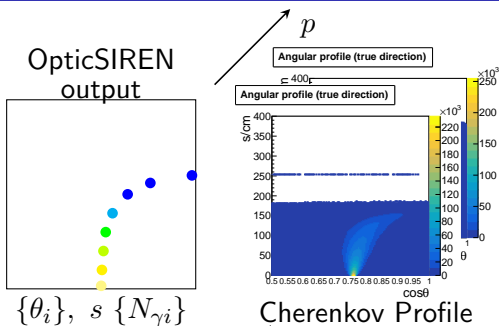 p
OpticSIREN
output
Angular profile (true direction)
Angular profile (true direction)
400
×10³
250
200
150
100
50
0
1
θ
s/cm
400
350
300
250
200
150
100
50
0
0.5 0.55 0.6 0.65 0.7 0.75 0.8 0.85 0.9 0.95 1
cosθ
×10³
220
200
180
160
140
120
100
80
60
40
20
0
{θᵢ}, s {Nγᵢ}
Cherenkov Profile